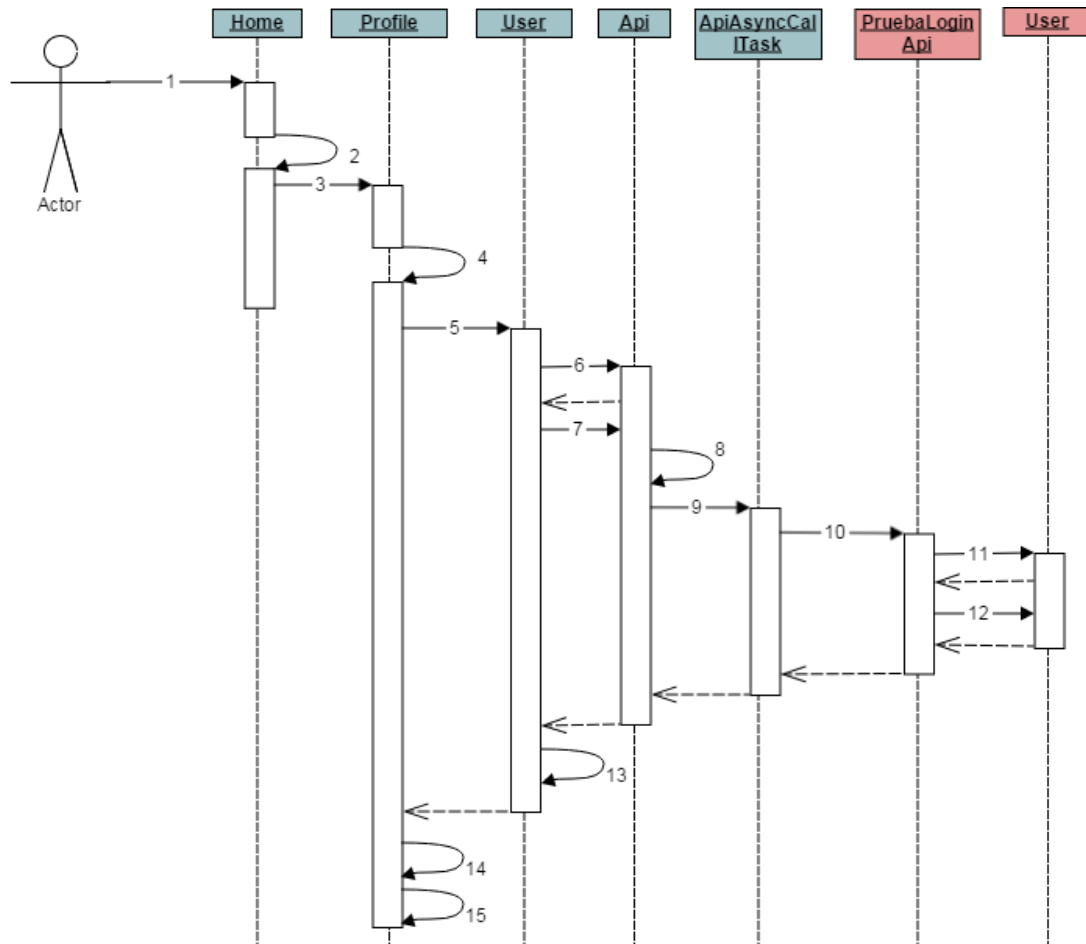 Home
Profile
User
Api
ApiAsyncCal
lTask
PruebaLogin
Api
User
1
2
3
Actor
4
5
6
7
8
9
10
11
12
13
14
15